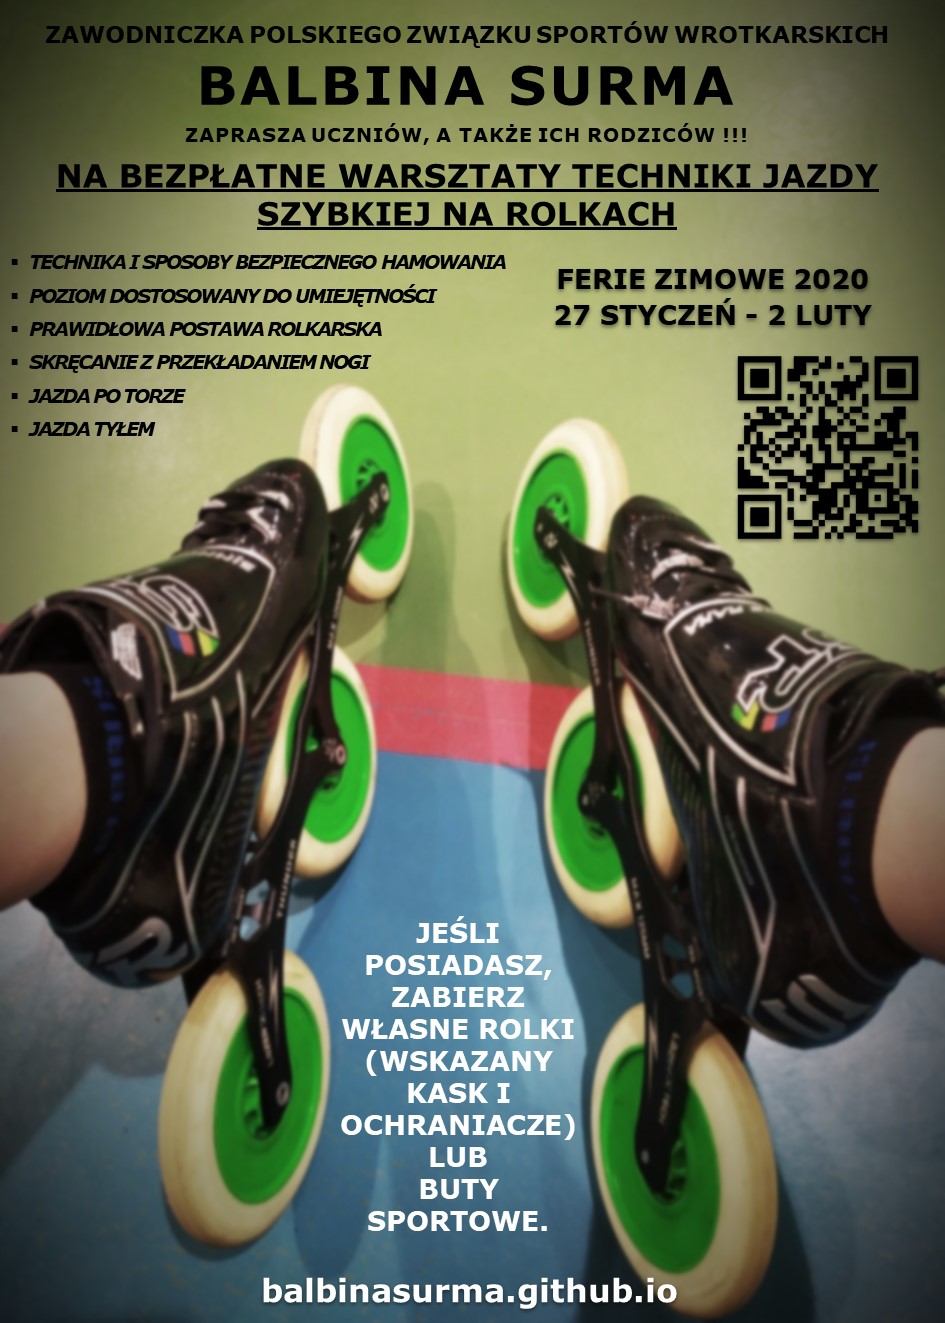 ZAWODNICZKA POLSKIEGO ZWIĄZKU SPORTÓW WROTKARSKICH
BALBINA SURMA
ZAPRASZA UCZNIÓW, A TAKŻE ICH RODZICÓW !!!
NA BEZPŁATNE WARSZTATY TECHNIKI JAZDY
SZYBKIEJ NA ROLKACH
▪ TECHNIKA I SPOSOBY BEZPIECZNEGO HAMOWANIA
▪ POZIOM DOSTOSOWANY DO UMIEJĘTNOŚCI
▪ PRAWIDŁOWA POSTAWA ROLKARSKA
▪ SKRĘCANIE Z PRZEKŁADANIEM NOGI
▪ JAZDA PO TORZE
▪ JAZDA TYŁEM
FERIE ZIMOWE 2020
27 STYCZEŃ – 2 LUTY
JEŚLI
POSIADASZ,
ZABIERZ
WŁASNE ROLKI
(WSKAZANY
KASK I
OCHRANIACZE)
LUB
BUTY
SPORTOWE.
balbinasurma.github.io